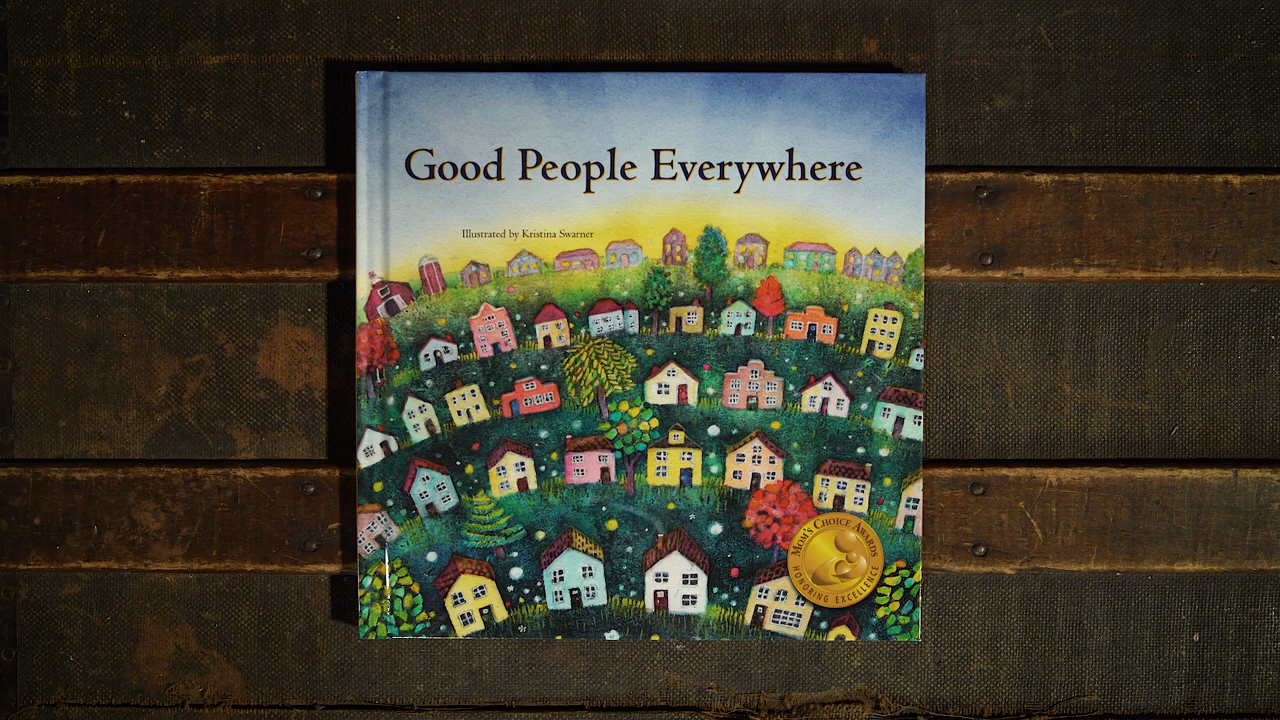 Good People Everywhere
Illustrated by Kristina Swarner
MOM'S CHOICE AWARDS
HONORING EXCELLENCE